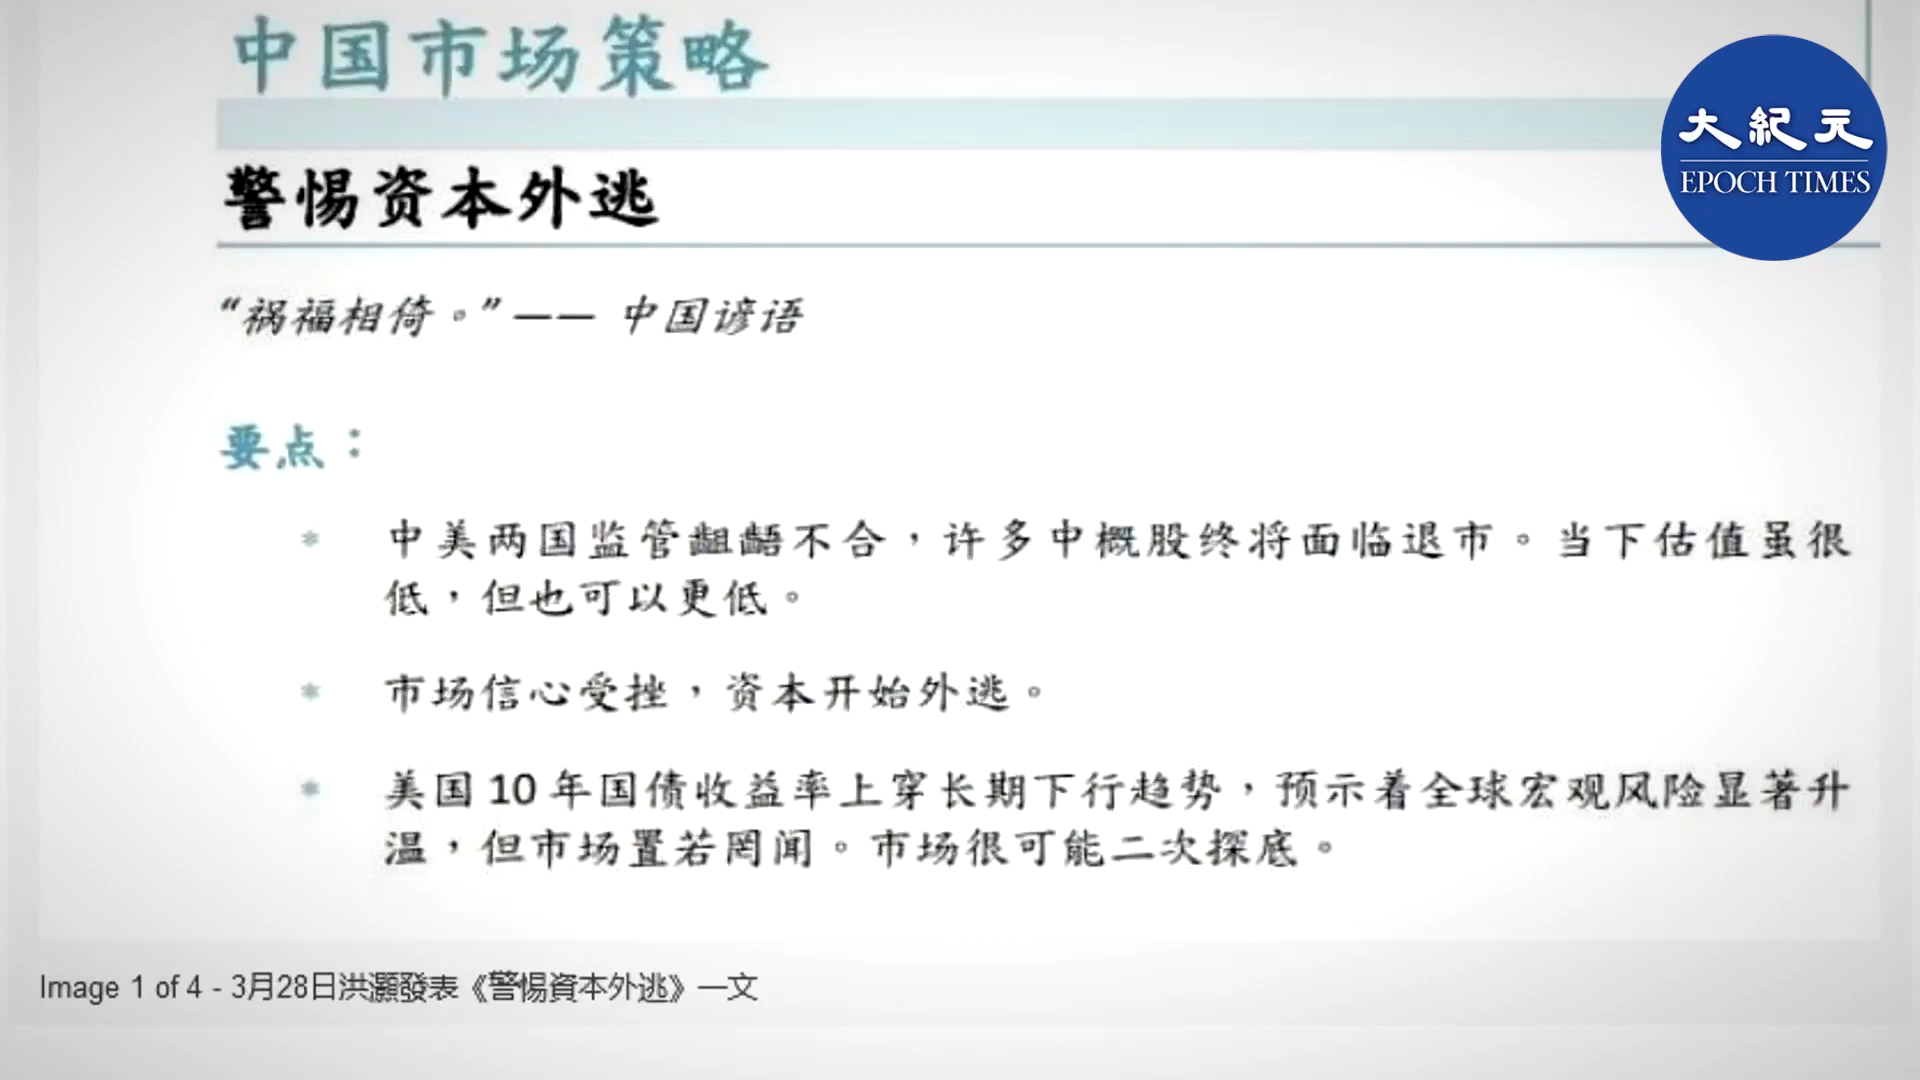 中国市场策略
大紀元
EPOCH TIMES
警惕资本外逃
“祸福相倚。”—— 中国谚语
要点：
* 中美两国监管龃龉不合，许多中概股终将面临退市。当下估值虽很
低，但也可以更低。
* 市场信心受挫，资本开始外逃。
* 美国 10 年国债收益率上穿长期下行趋势，预示着全球宏观风险显著升
温，但市场置若罔闻。市场很可能二次探底。
Image 1 of 4 - 3月28日洪灝發表《警惕資本外逃》一文